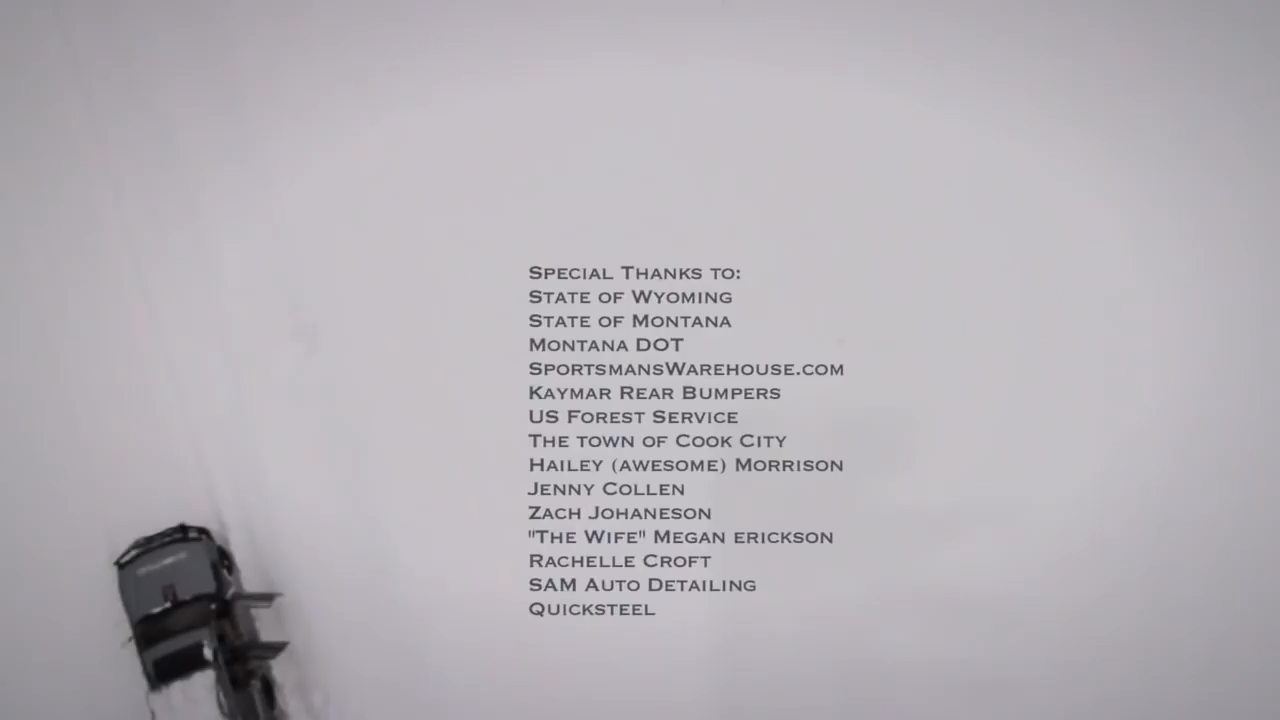 Special Thanks to:
State of Wyoming
State of Montana
Montana DOT
SportsmansWarehouse.com
Kaymar Rear Bumpers
US Forest Service
The town of Cook City
Hailey (awesome) Morrison
Jenny Collen
Zach Johaneson
"The Wife" Megan erickson
Rachelle Croft
SAM Auto Detailing
Quicksteel